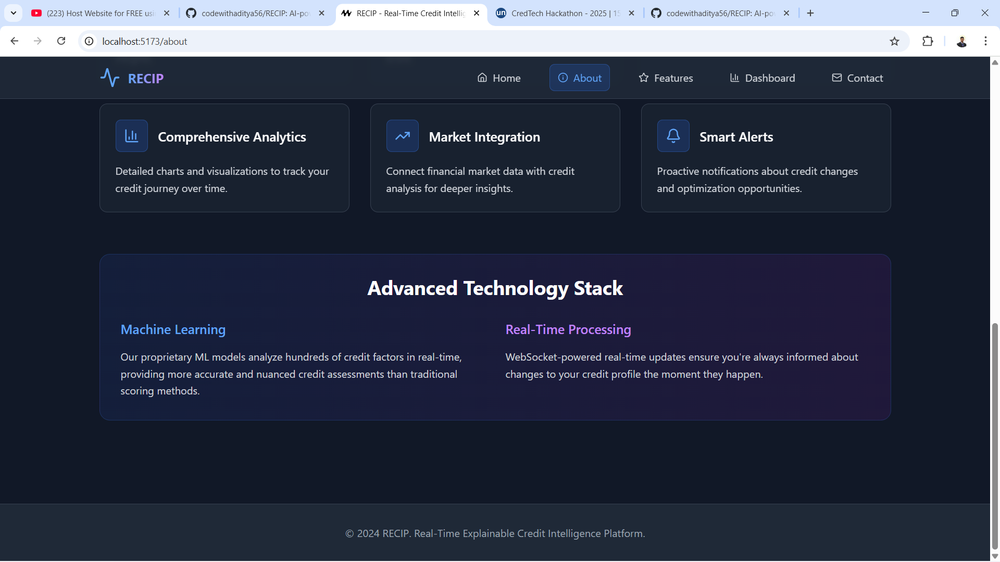 (223) Host Website for FREE usi
codewithaditya56/RECIP: AI-po
RECIP - Real-Time Credit Intellig
un
CredTech Hackathon - 2025 | 15
codewithaditya56/RECIP: AI-po
localhost:5173/about
RECIP
Home
About
Features
Dashboard
Contact
Comprehensive Analytics
Detailed charts and visualizations to track your
credit journey over time.
Market Integration
Connect financial market data with credit
analysis for deeper insights.
Smart Alerts
Proactive notifications about credit changes
and optimization opportunities.
Advanced Technology Stack
Machine Learning
Our proprietary ML models analyze hundreds of credit factors in real-time,
providing more accurate and nuanced credit assessments than traditional
scoring methods.
Real-Time Processing
WebSocket-powered real-time updates ensure you're always informed about
changes to your credit profile the moment they happen.
© 2024 RECIP. Real-Time Explainable Credit Intelligence Platform.